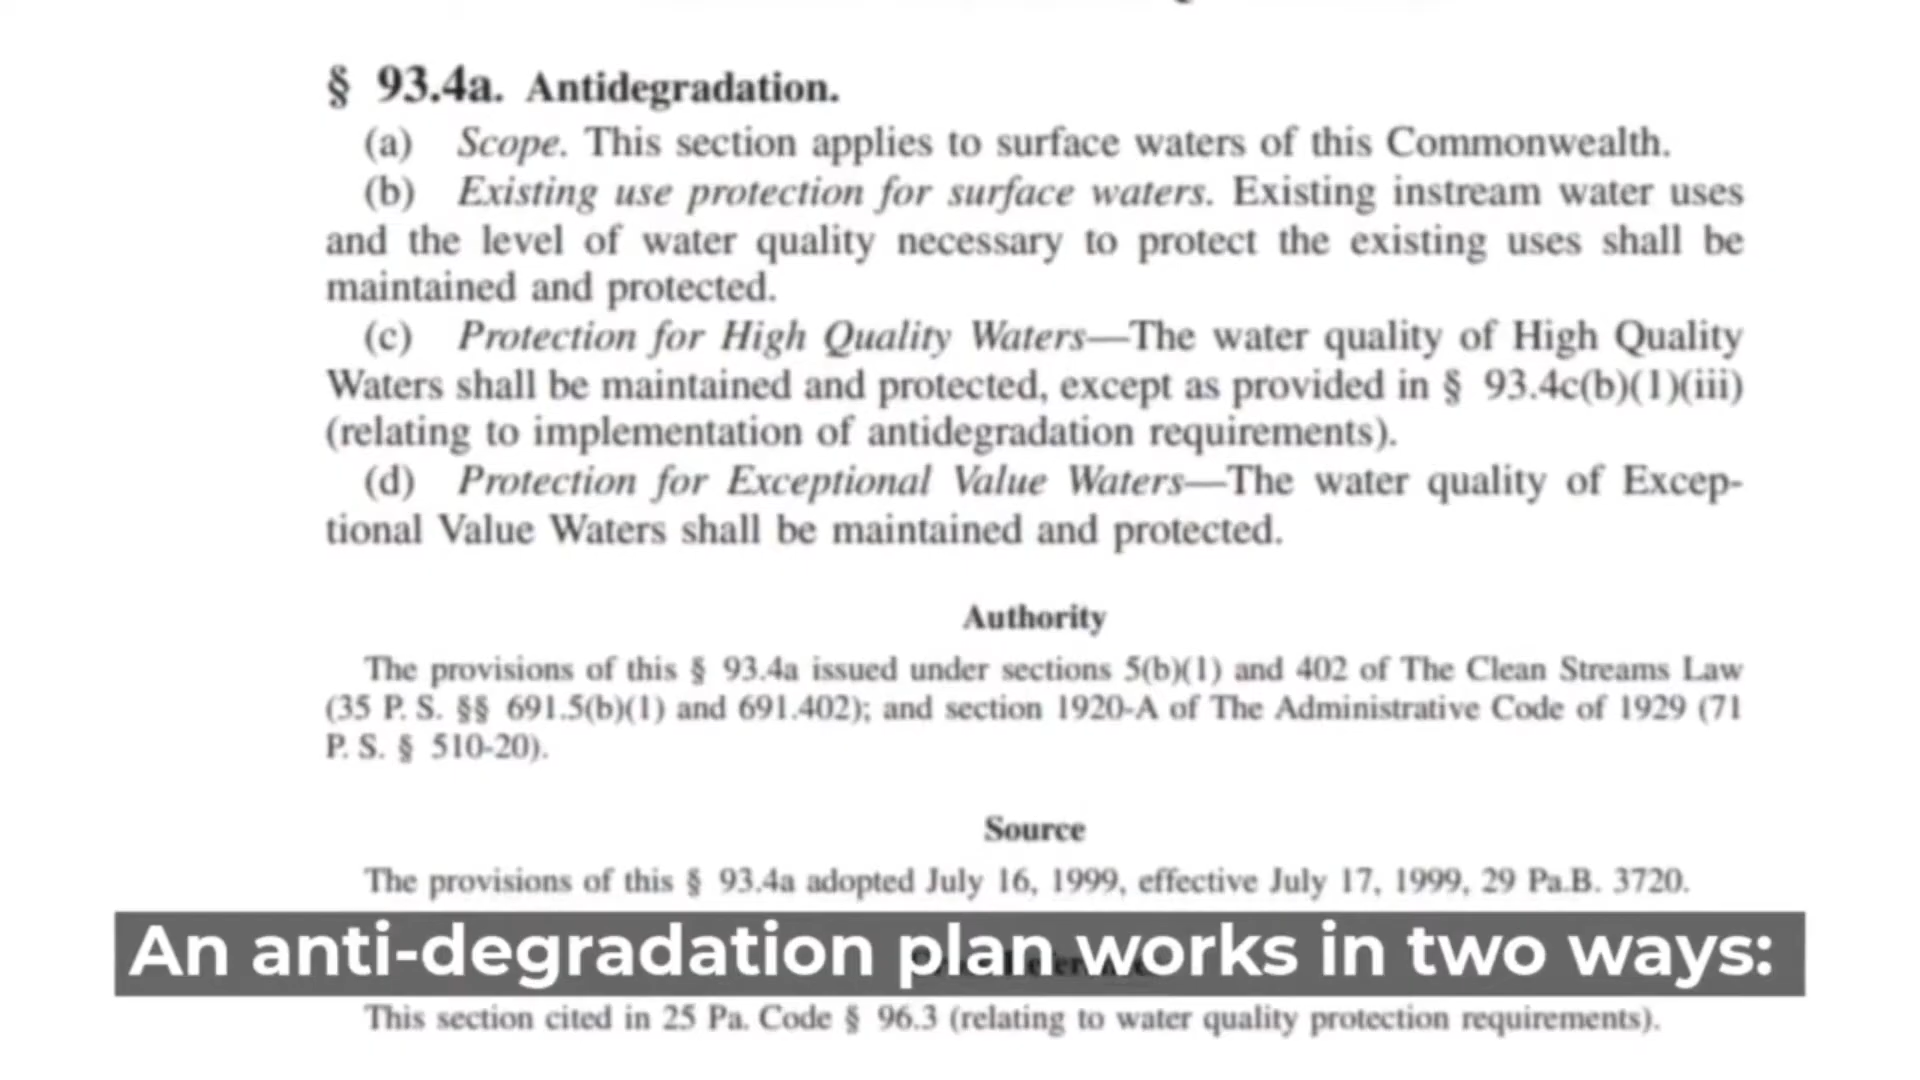 § 93.4a. Antidegradation.
(a) Scope. This section applies to surface waters of this Commonwealth.
(b) Existing use protection for surface waters. Existing instream water uses
and the level of water quality necessary to protect the existing uses shall be
maintained and protected.
(c) Protection for High Quality Waters—The water quality of High Quality
Waters shall be maintained and protected, except as provided in § 93.4c(b)(1)(iii)
(relating to implementation of antidegradation requirements).
(d) Protection for Exceptional Value Waters—The water quality of Excep-
tional Value Waters shall be maintained and protected.
Authority
The provisions of this § 93.4a issued under sections 5(b)(1) and 402 of The Clean Streams Law
(35 P. S. §§ 691.5(b)(1) and 691.402); and section 1920-A of The Administrative Code of 1929 (71
P. S. § 510-20).
Source
The provisions of this § 93.4a adopted July 16, 1999, effective July 17, 1999, 29 Pa.B. 3720.
An anti-degradation plan works in two ways:
This section cited in 25 Pa. Code § 96.3 (relating to water quality protection requirements).